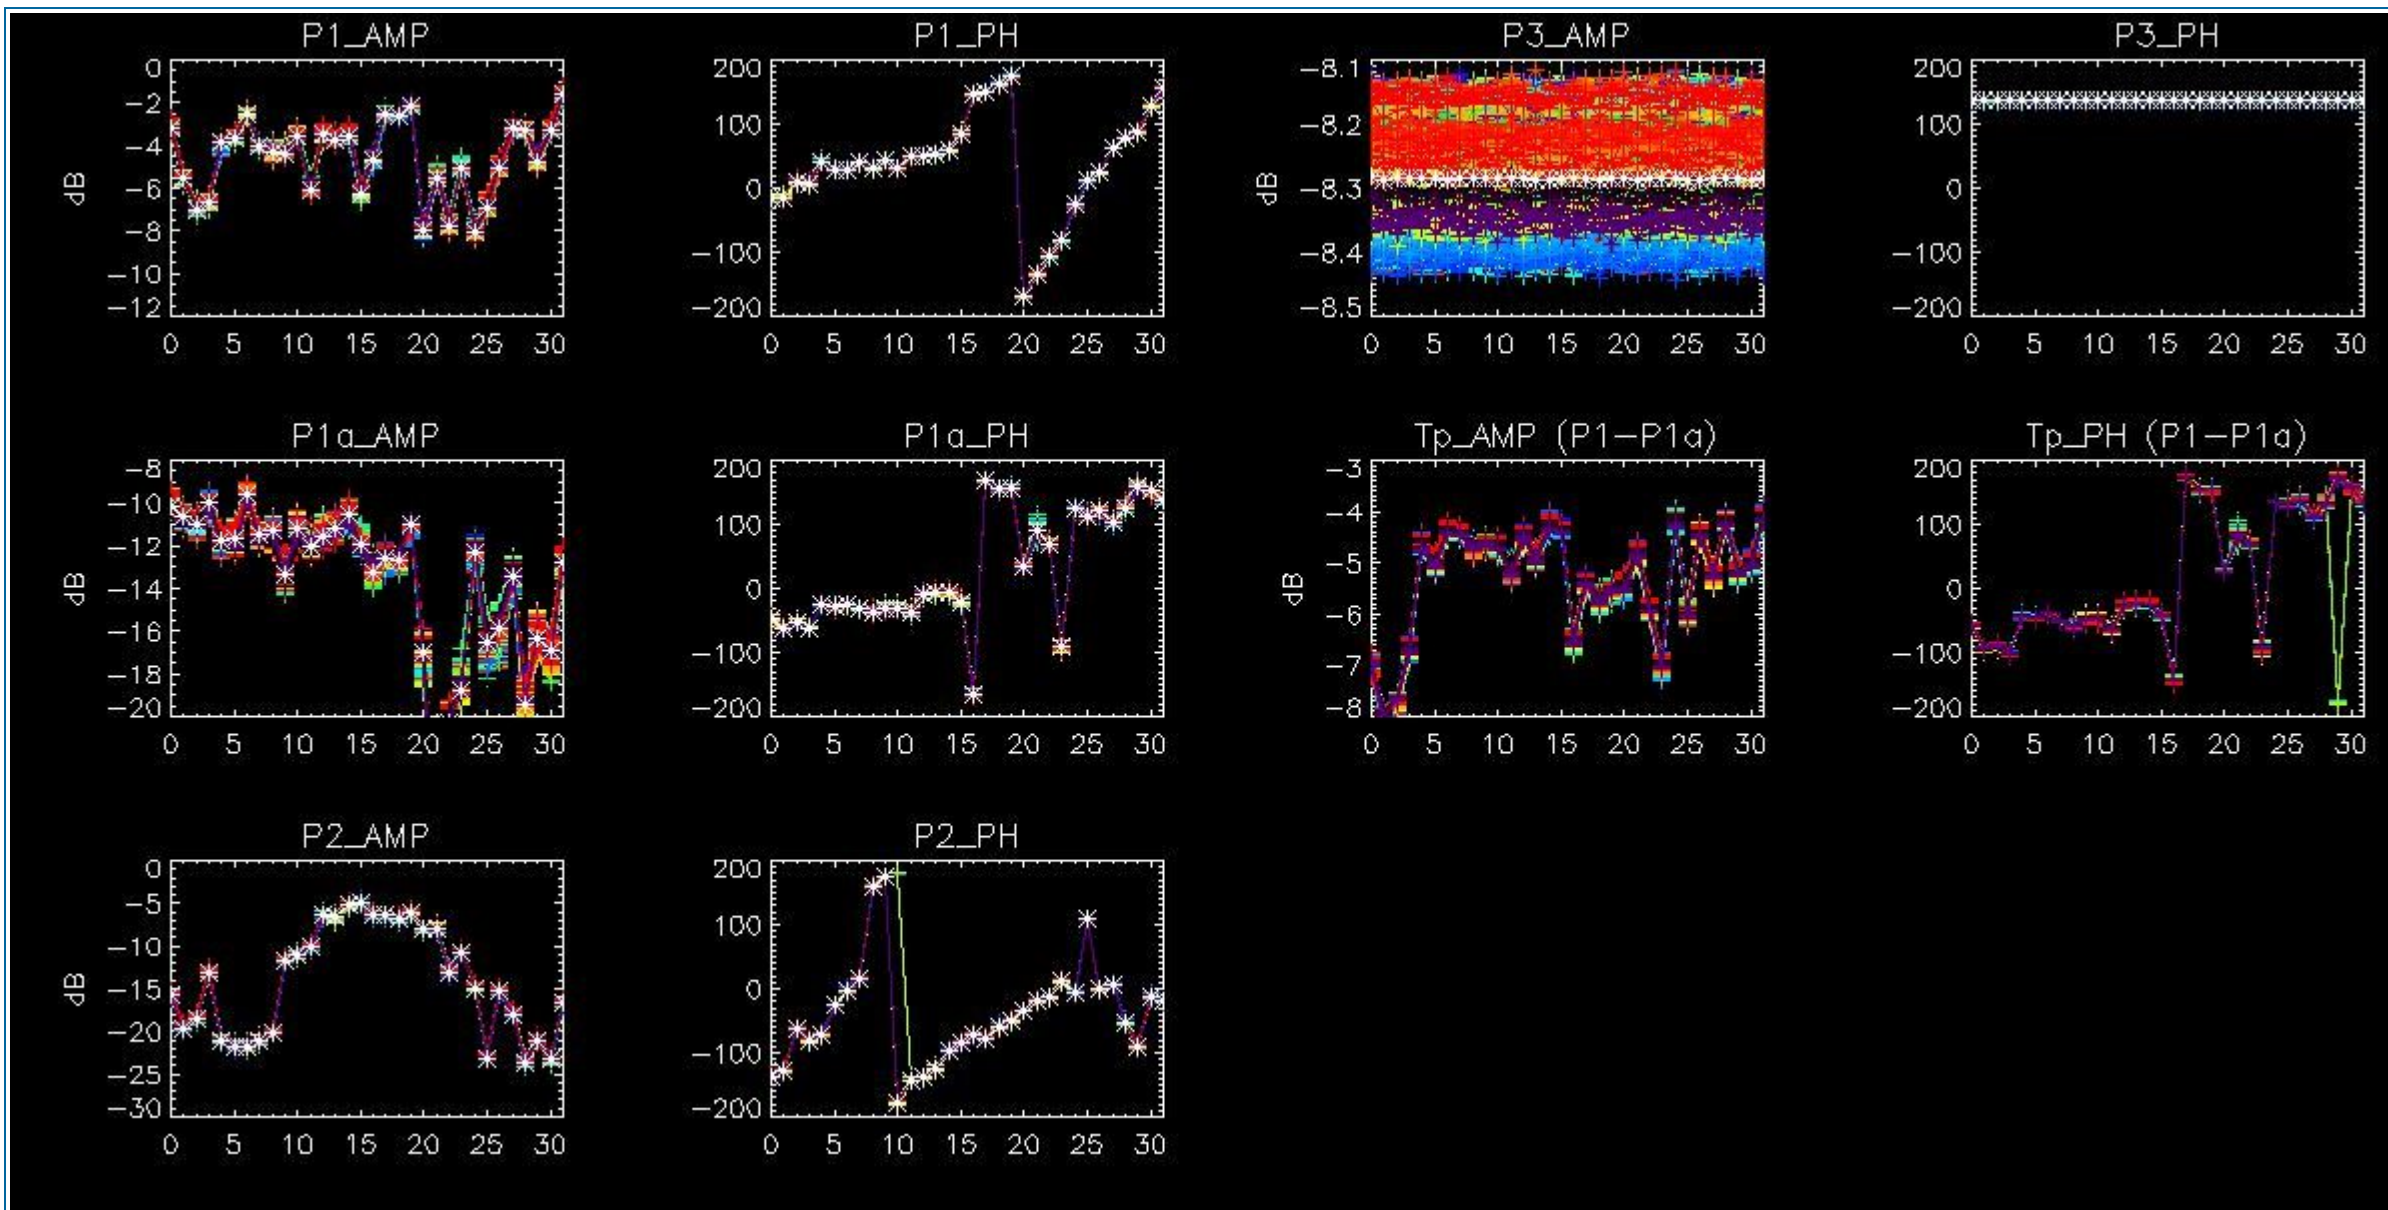 P1_AMP
P1_PH
P3_AMP
P3_PH
0
−2
−4
−6
−8
−10
−12
dB
0 5 10 15 20 25 30
200
100
0
−100
−200
0 5 10 15 20 25 30
−8.1
−8.2
−8.3
−8.4
−8.5
dB
0 5 10 15 20 25 30
200
100
0
−100
−200
0 5 10 15 20 25 30
P1a_AMP
P1a_PH
Tp_AMP (P1−P1a)
Tp_PH (P1−P1a)
−8
−10
−12
−14
−16
−18
−20
dB
0 5 10 15 20 25 30
200
100
0
−100
−200
0 5 10 15 20 25 30
−3
−4
−5
−6
−7
−8
dB
0 5 10 15 20 25 30
200
100
0
−100
−200
0 5 10 15 20 25 30
P2_AMP
P2_PH
0
−5
−10
−15
−20
−25
−30
dB
0 5 10 15 20 25 30
200
100
0
−100
−200
0 5 10 15 20 25 30